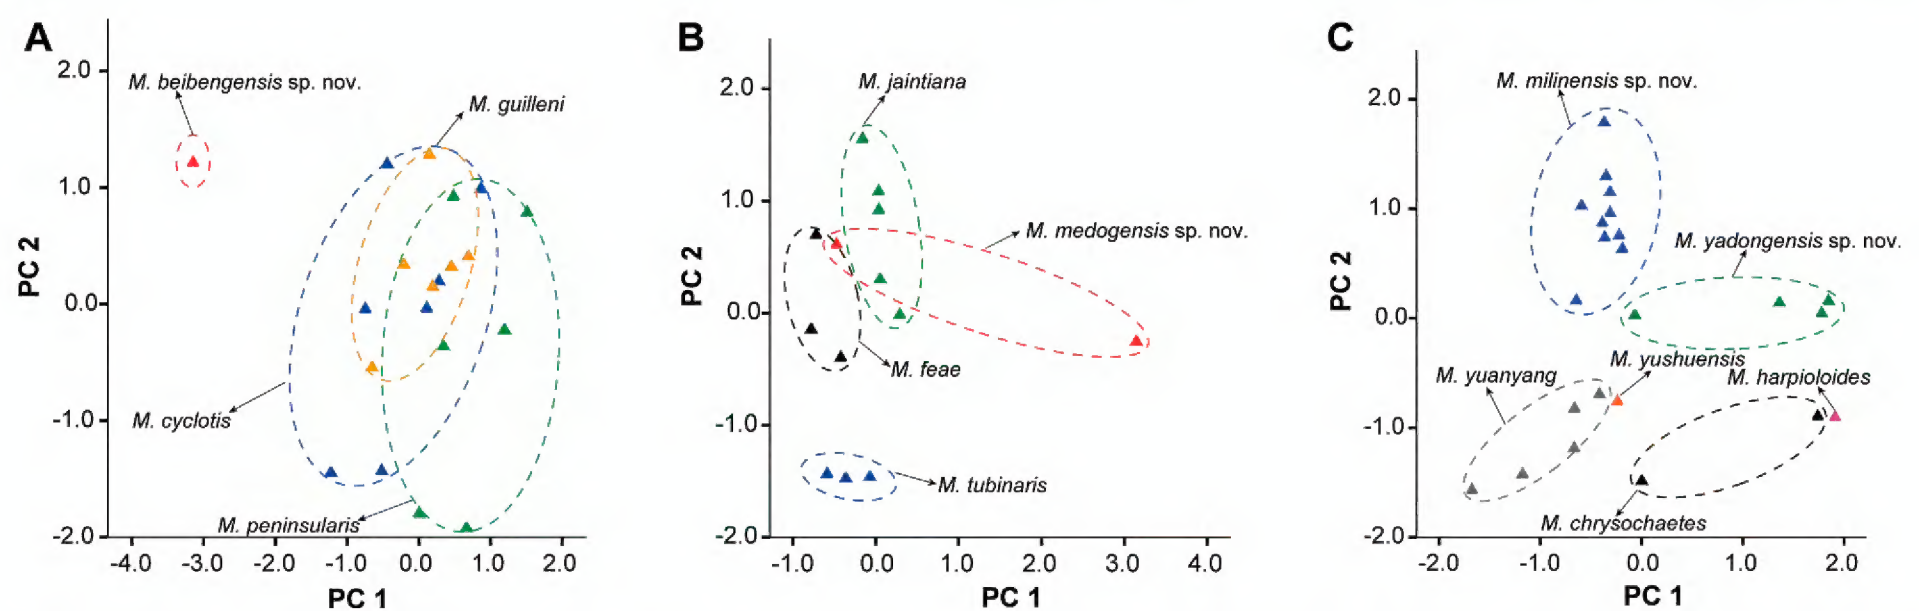 A
2.0
1.0
0.0
-1.0
-2.0
PC 2
M. beibengensis sp. nov.
M. guilleni
M. cyclotis
M. peninsularis
-4.0 -3.0 -2.0 -1.0 0.0 1.0 2.0
PC 1
B
2.0
1.0
0.0
-1.0
-2.0
PC 2
M. jaintiana
M. medogensis sp. nov.
M. feae
M. tubinaris
-1.0 0.0 1.0 2.0 3.0 4.0
PC 1
C
2.0
1.0
0.0
-1.0
-2.0
PC 2
M. milinensis sp. nov.
M. yadongensis sp. nov.
M. yushuensis
M. yuanyang
M. harpioloides
M. chrysochaetes
-2.0 -1.0 0.0 1.0 2.0
PC 1